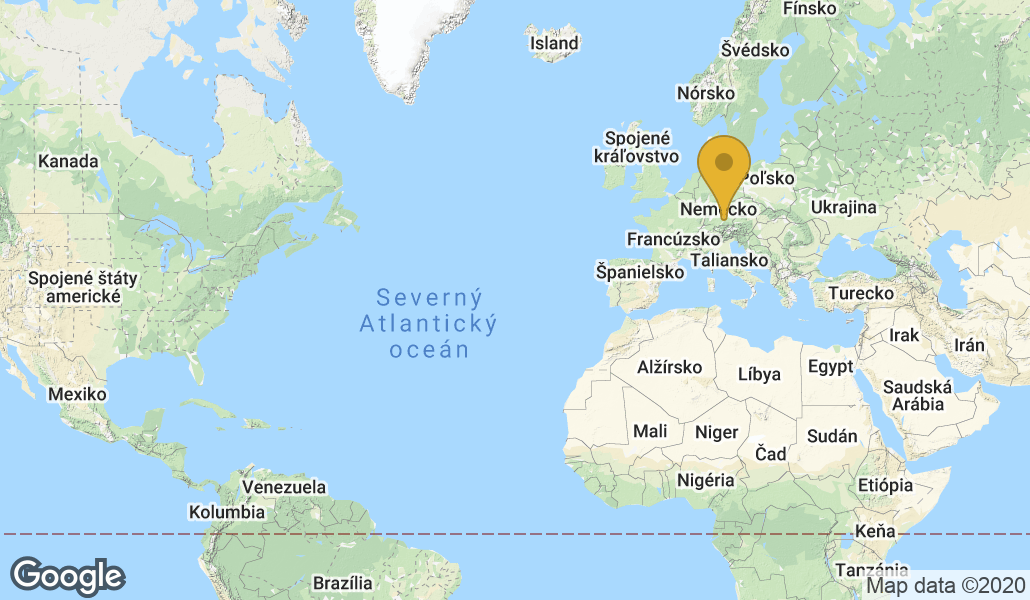 Fínsko
Island
Švédsko
Nórsko
Spojené
kráľovstvo
Kanada
Poľsko
Nemecko
Ukrajina
Francúzsko
Taliansko
Spojené štáty
americké
Španielsko
Turecko
Severný
Atlantický
oceán
Irak
Irán
Alžírsko
Líbya
Egypt
Saudská
Arábia
Mexiko
Mali
Niger
Čad
Sudán
Nigéria
Etiópia
Venezuela
Kolumbia
Keňa
Tanzánia
Brazília
Google
Map data ©2020